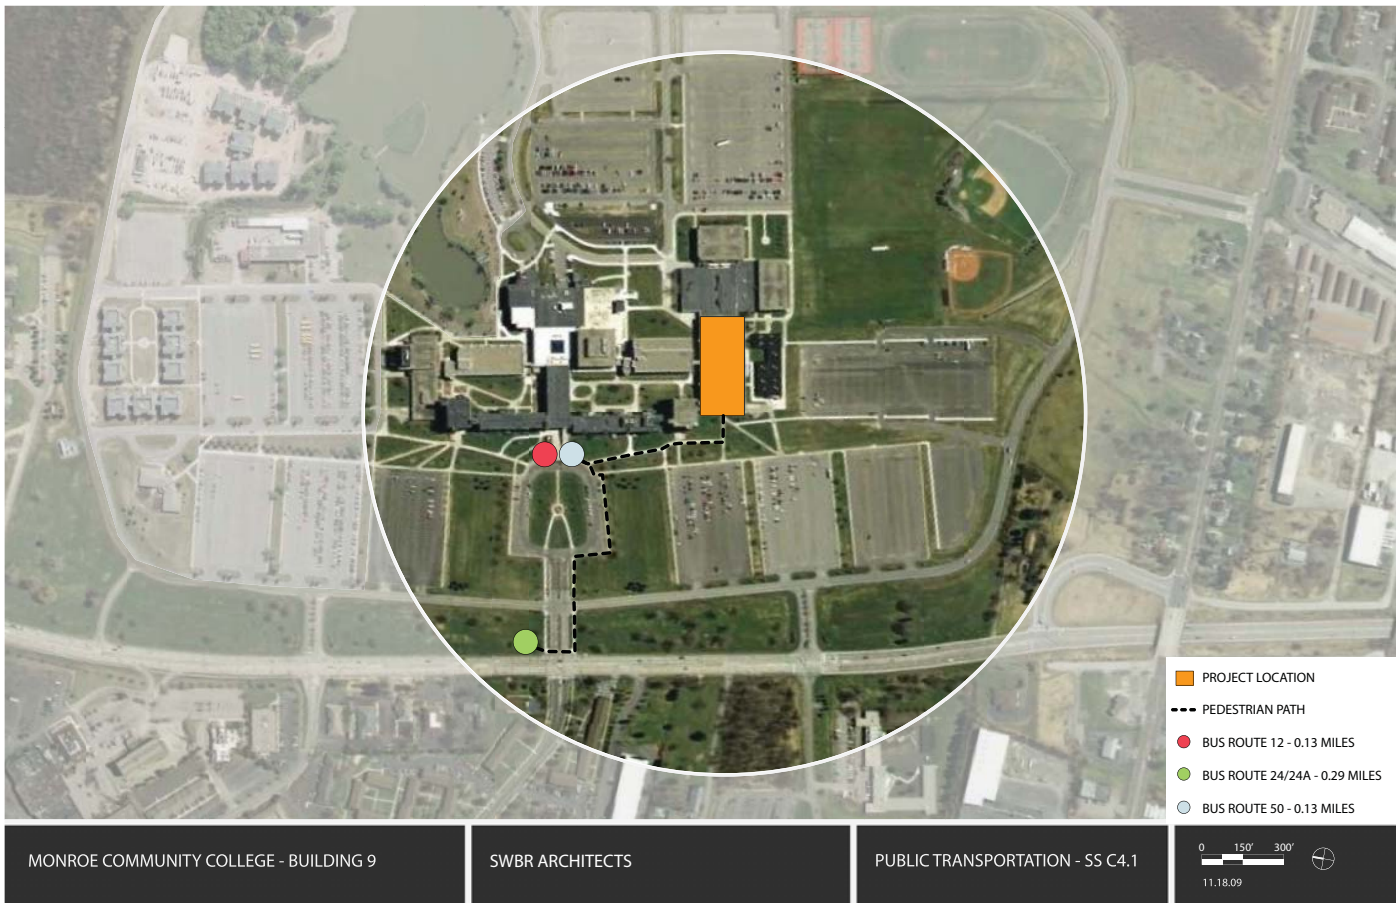 PROJECT LOCATION
PEDESTRIAN PATH
BUS ROUTE 12 - 0.13 MILES
BUS ROUTE 24/24A - 0.29 MILES
BUS ROUTE 50 - 0.13 MILES
MONROE COMMUNITY COLLEGE - BUILDING 9
SWBR ARCHITECTS
PUBLIC TRANSPORTATION - SS C4.1
0 150' 300'
11.18.09